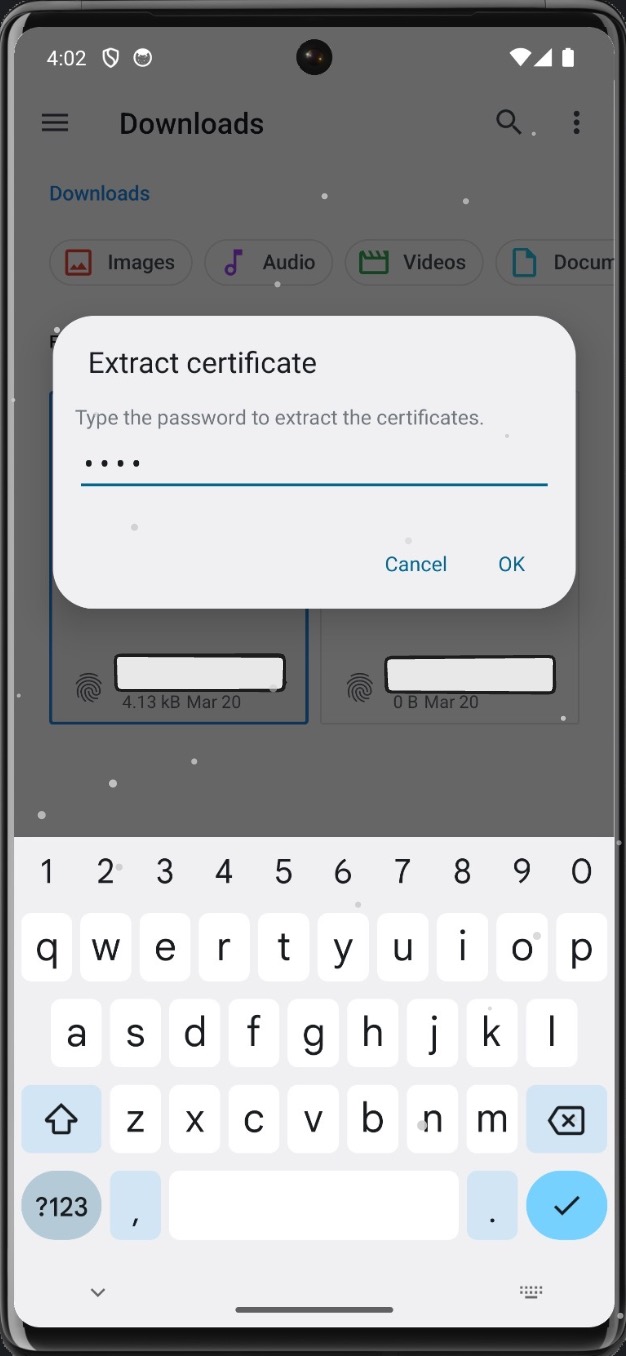 4:02
Downloads
Downloads
Images Audio Videos Docum
Extract certificate
Type the password to extract the certificates.
••••
Cancel OK
4.13 kB Mar 20 0 B Mar 20
1 2 3 4 5 6 7 8 9 0
q w e r t y u i o p
a s d f g h j k l
z x c v b n m
?123 , .